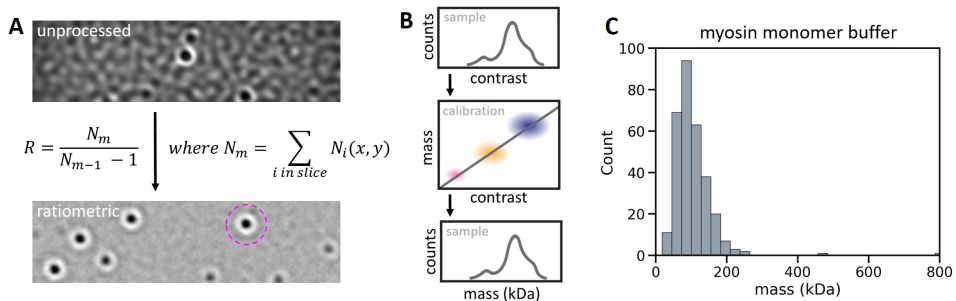 A
unprocessed
R = N_m / N_{m−1} − 1 where N_m = ∑_{i in slice} N_i(x, y)
ratiometric
B
sample
counts
contrast
calibration
mass
contrast
sample
counts
mass (kDa)
C
myosin monomer buffer
100
80
60
40
20
0
Count
0 200 400 600 800
mass (kDa)